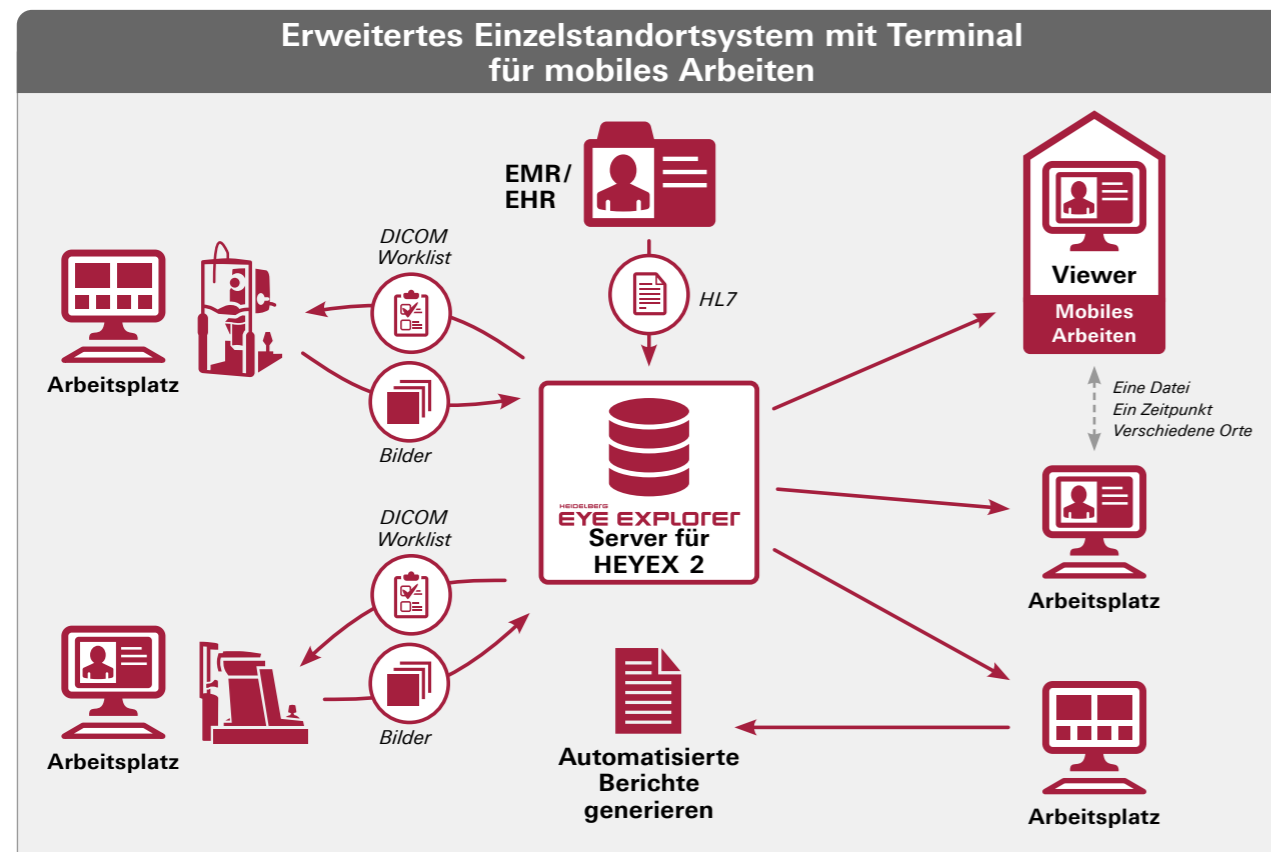 Erweitertes Einzelstandortsystem mit Terminal
für mobiles Arbeiten
EMR/
EHR
HL7
DICOM
Worklist
Arbeitsplatz
Bilder
DICOM
Worklist
Arbeitsplatz
Bilder
HEIDELBERG
EYE EXPLORER
Server für
HEYEX 2
Viewer
Mobiles
Arbeiten
Eine Datei
Ein Zeitpunkt
Verschiedene Orte
Arbeitsplatz
Automatisierte
Berichte
generieren
Arbeitsplatz